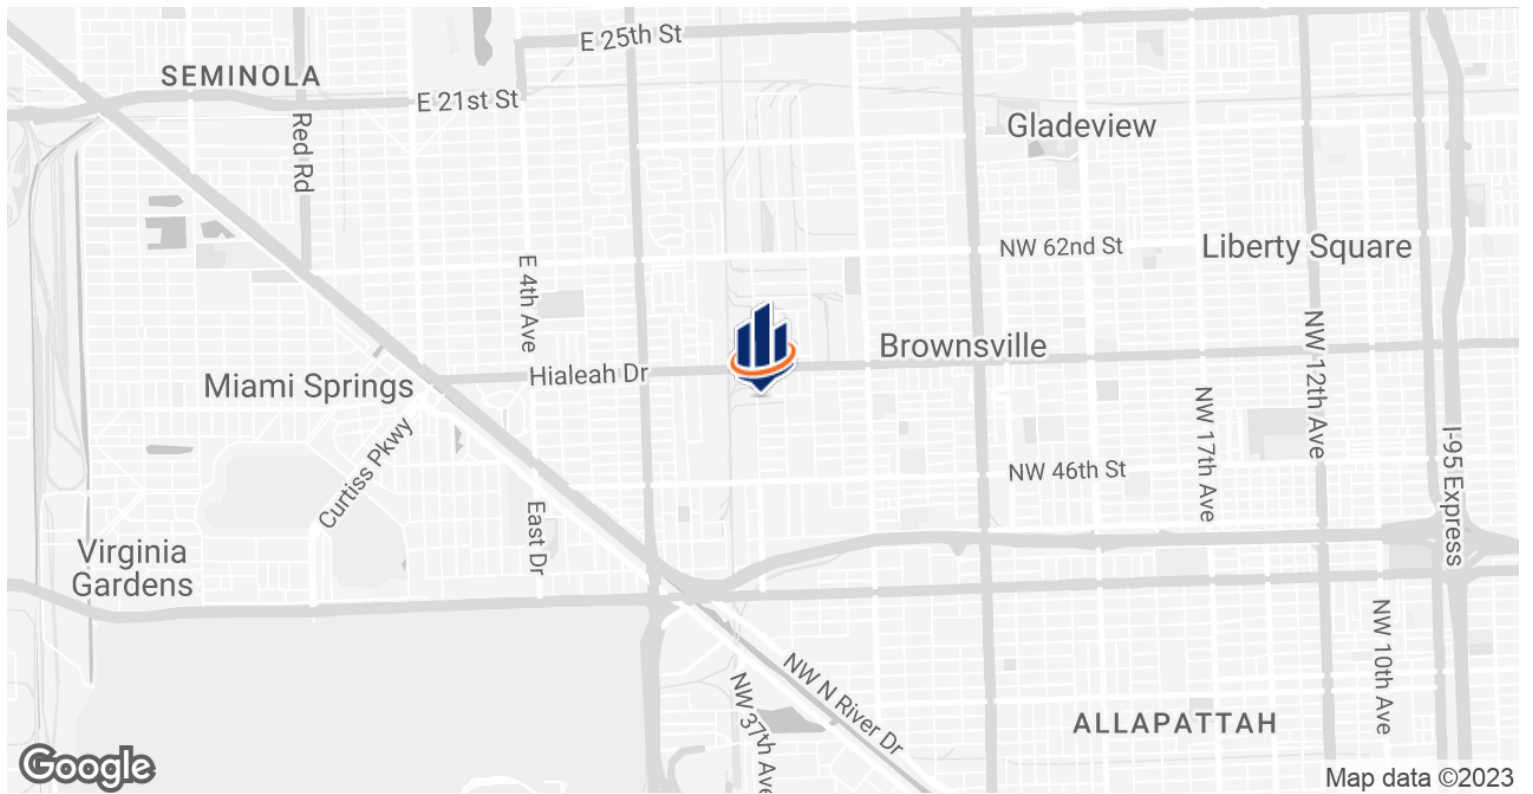 E 25th St
SEMINOLA
E 21st St
Red Rd
Gladeview
NW 62nd St
Liberty Square
E 4th Ave
Brownsville
NW 12th Ave
Hialeah Dr
Miami Springs
NW 17th Ave
Curtiss Pkwy
I-95 Express
NW 46th St
East Dr
Virginia
Gardens
NW 10th Ave
NW N River Dr
NW 37th Ave
ALLAPATTAH
Google
Map data ©2023